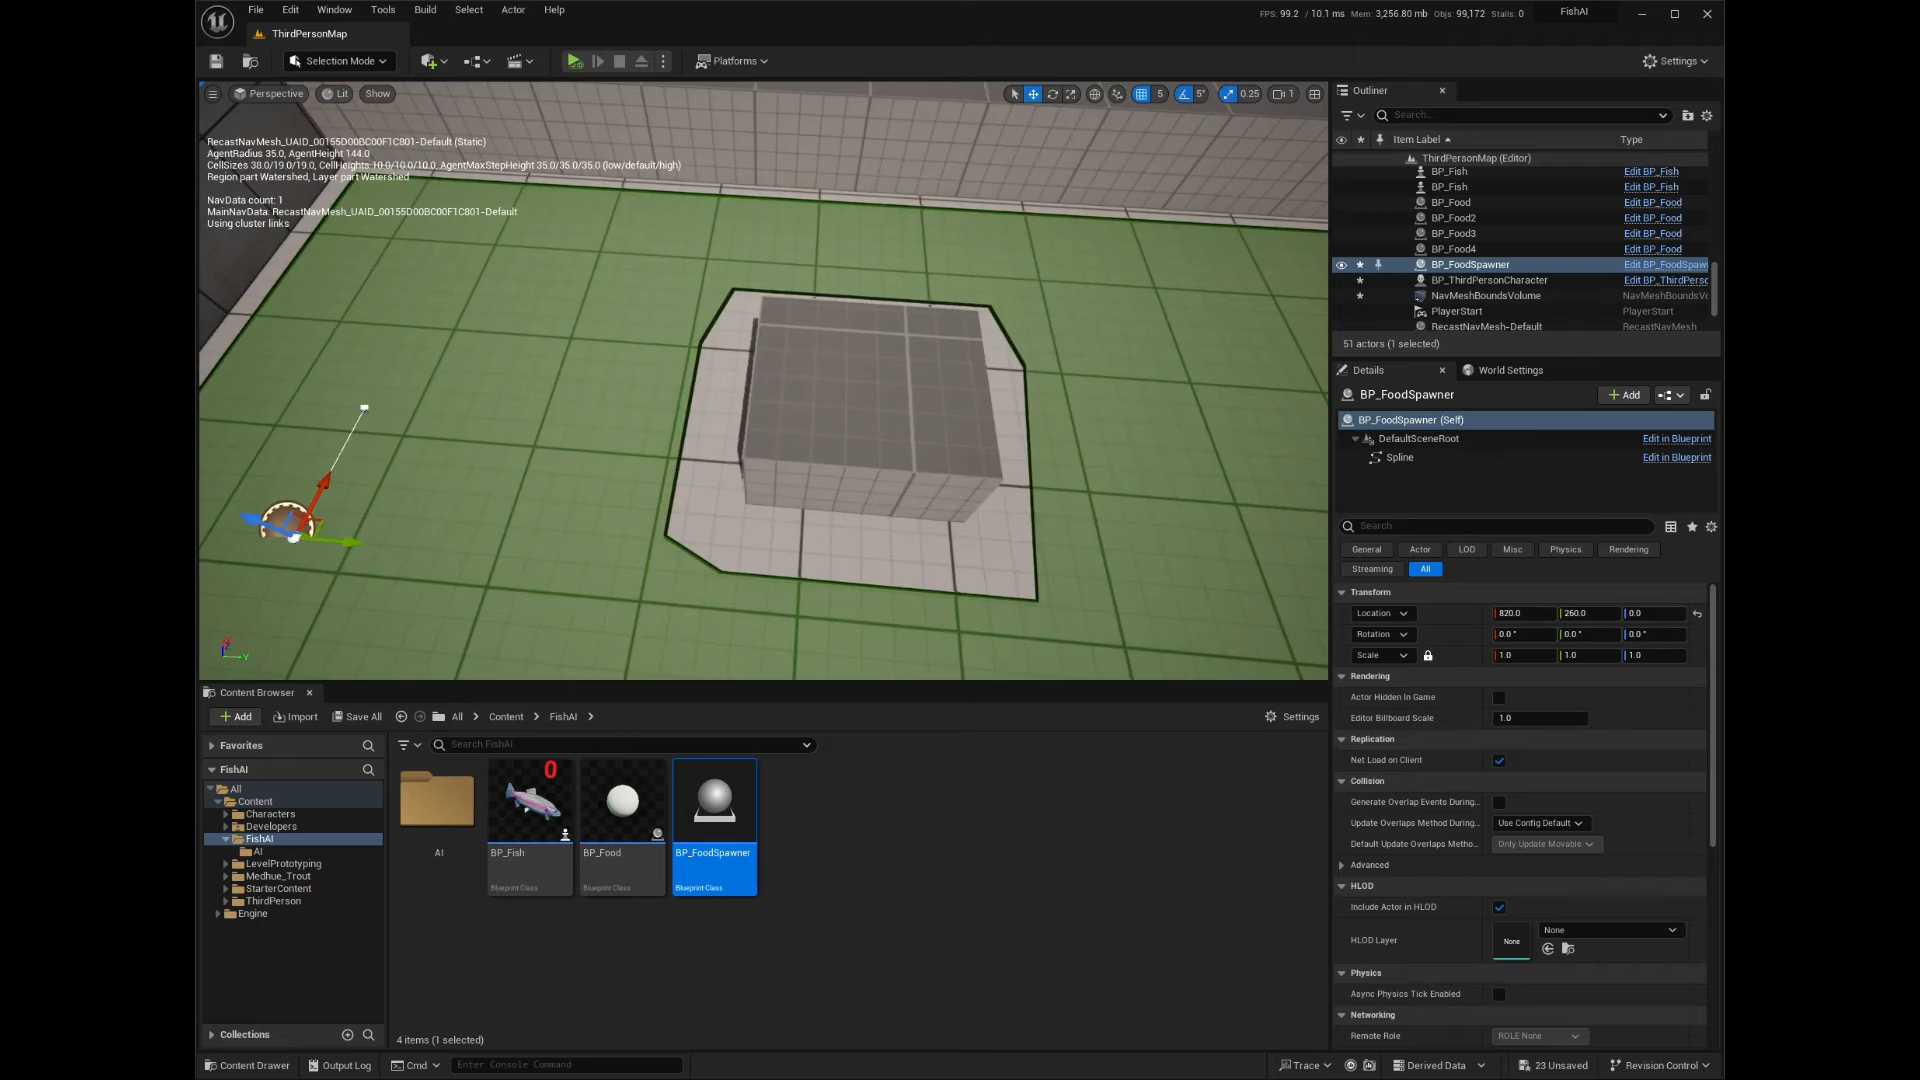 File Edit Window Tools Build Select Actor Help
FPS: 99.2 / 10.1 ms Mem: 3,256.80 mb Objs: 99,172 Stalls: 0 FishAI
ThirdPersonMap
Selection Mode Platforms Settings
Perspective Lit Show 5 5° 0.25 1
RecastNavMesh_UAID_00155D00BC00F1C801-Default (Static)
AgentRadius 35.0, AgentHeight 144.0
CellSizes 38.0/19.0/19.0, CellHeights 10.0/10.0/10.0, AgentMaxStepHeight 35.0/35.0/35.0 (low/default/high)
Region part Watershed, Layer part Watershed
NavData count: 1
MainNavData: RecastNavMesh_UAID_00155D00BC00F1C801-Default
Using cluster links
Outliner
Search...
Item Label Type
ThirdPersonMap (Editor)
BP_Fish Edit BP_Fish
BP_Fish Edit BP_Fish
BP_Food Edit BP_Food
BP_Food2 Edit BP_Food
BP_Food3 Edit BP_Food
BP_Food4 Edit BP_Food
BP_FoodSpawner Edit BP_FoodSpawn
BP_ThirdPersonCharacter Edit BP_ThirdPerso
NavMeshBoundsVolume NavMeshBoundsVo
PlayerStart PlayerStart
RecastNavMesh-Default RecastNavMesh
51 actors (1 selected)
Details World Settings
BP_FoodSpawner Add
BP_FoodSpawner (Self)
DefaultSceneRoot Edit in Blueprint
Spline Edit in Blueprint
Search
General Actor LOD Misc Physics Rendering
Streaming All
Transform
Location 820.0 260.0 0.0
Rotation 0.0° 0.0° 0.0°
Scale 1.0 1.0 1.0
Rendering
Actor Hidden In Game
Editor Billboard Scale 1.0
Replication
Net Load on Client
Collision
Generate Overlap Events During...
Update Overlaps Method During... Use Config Default
Default Update Overlaps Metho... Only Update Movable
Advanced
HLOD
Include Actor in HLOD
HLOD Layer None None
Physics
Async Physics Tick Enabled
Networking
Remote Role ROLE None
Content Browser
Add Import Save All All Content FishAI Settings
Favorites
FishAI
All
Content
Characters
Developers
FishAI
AI
LevelPrototyping
Medhue_Trout
StarterContent
ThirdPerson
Engine
Collections
Search FishAI
0
AI
BP_Fish
Blueprint Class
BP_Food
Blueprint Class
BP_FoodSpawner
Blueprint Class
4 items (1 selected)
Content Drawer Output Log Cmd Enter Console Command Trace Derived Data 23 Unsaved Revision Control